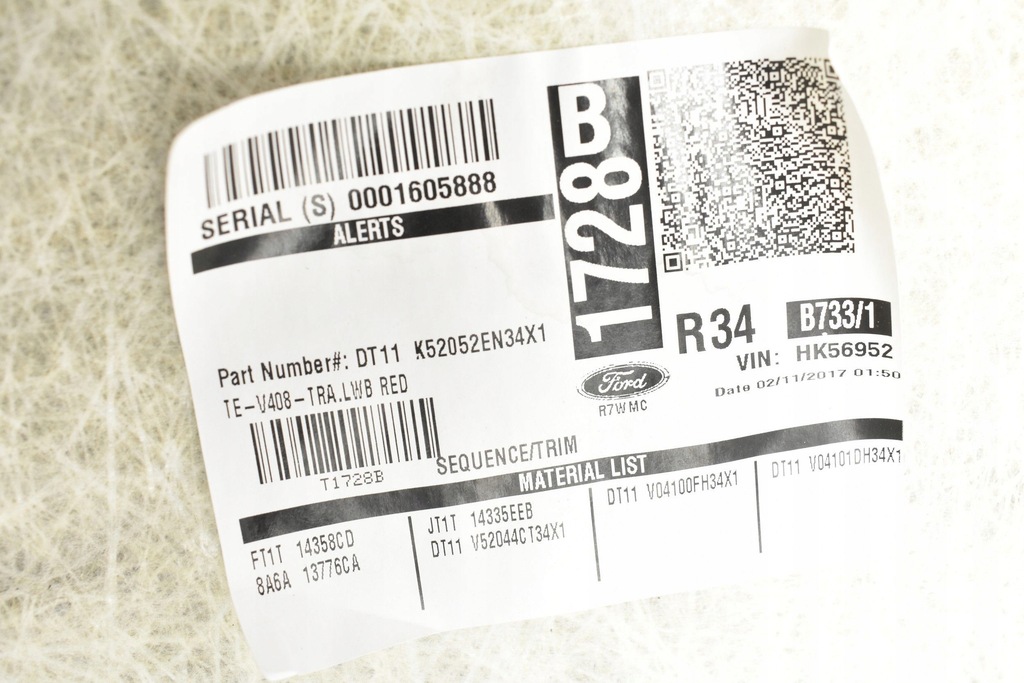 SERIAL (S) 0001605888
ALERTS
1728B
Part Number#: DT11 K52052EN34X1
TE-V408-TRA.LWB RED
T1728B
SEQUENCE/TRIM
R34
B733/1
VIN: HK56952
Ford
R7WMC
Date 02/11/2017 01:50
MATERIAL LIST
FT1T 14358CD
8A6A 13776CA
JT1T 14335EEB
DT11 V52044CT34X1
DT11 V04100FH34X1
DT11 V04101DH34X1